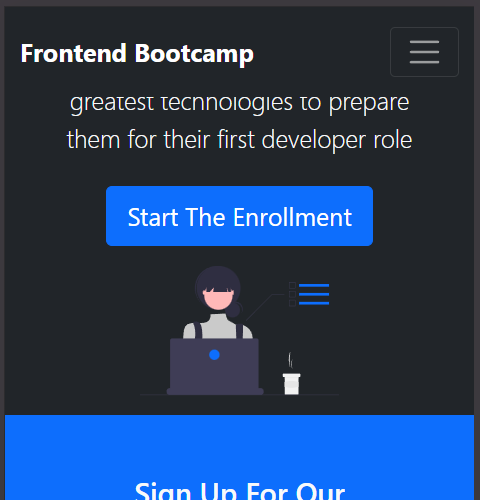 Frontend Bootcamp
greatest technologies to prepare
them for their first developer role
Start The Enrollment
Sign Up For Our